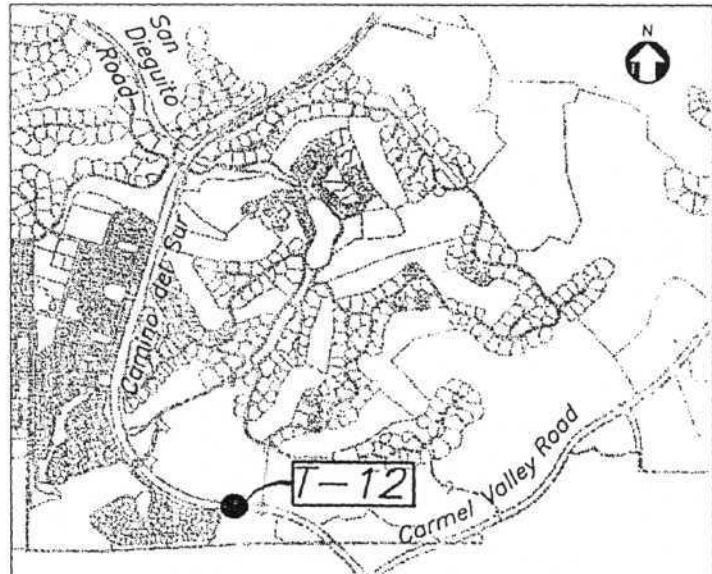 San
Dieguito
Road
N
Camino del Sur
T-12
Carmel Valley Road